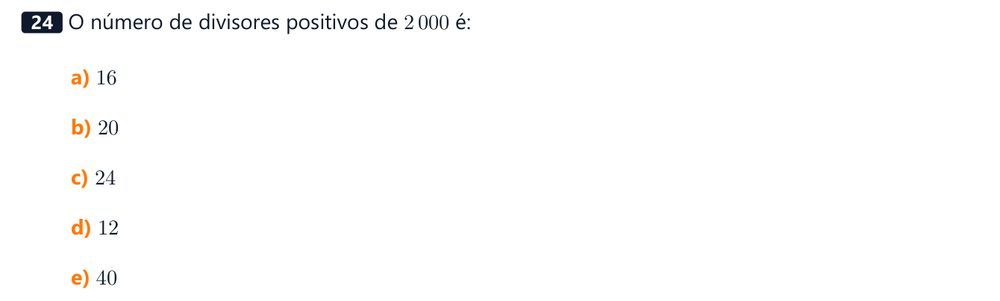 24 O número de divisores positivos de 2 000 é:
a) 16
b) 20
c) 24
d) 12
e) 40